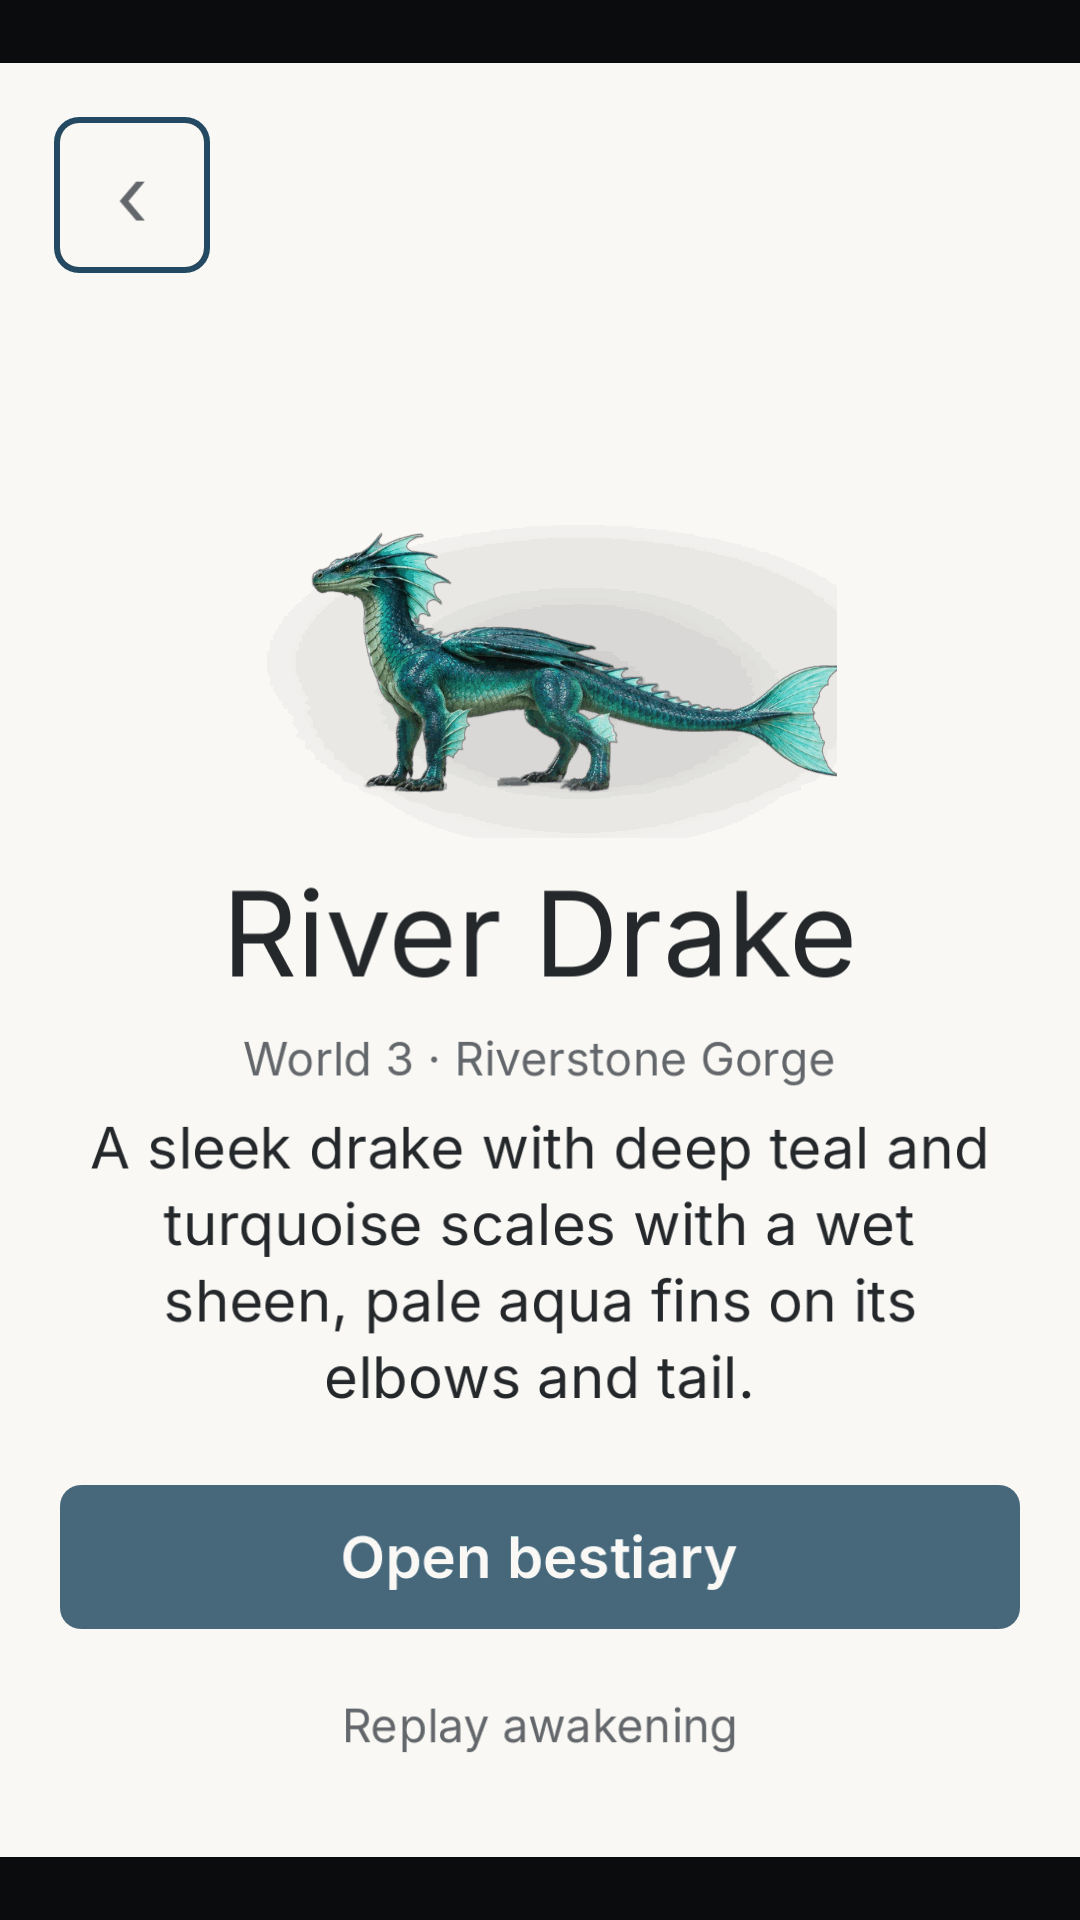 River Drake
World 3 · Riverstone Gorge
A sleek drake with deep teal and
turquoise scales with a wet
sheen, pale aqua fins on its
elbows and tail.
Open bestiary
Replay awakening